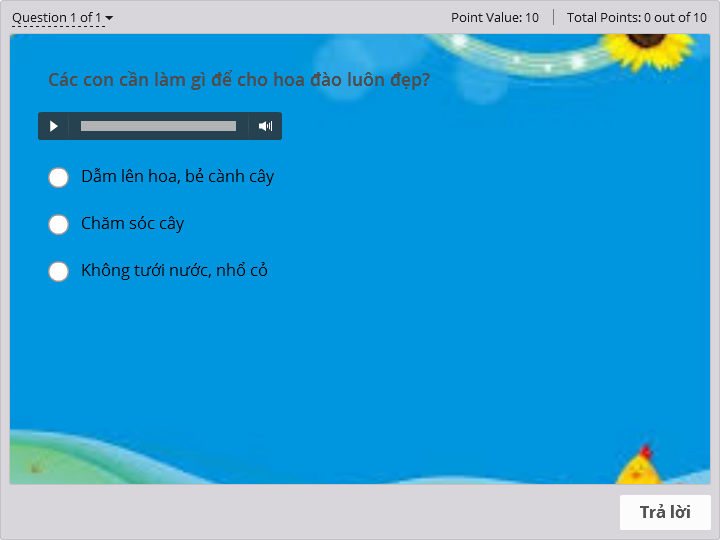 Question 1 of 1
Point Value: 10
Total Points: 0 out of 10
Các con cần làm gì để cho hoa đào luôn đẹp?
Dẫm lên hoa, bẻ cành cây
Chăm sóc cây
Không tưới nước, nhổ cỏ
Trả lời